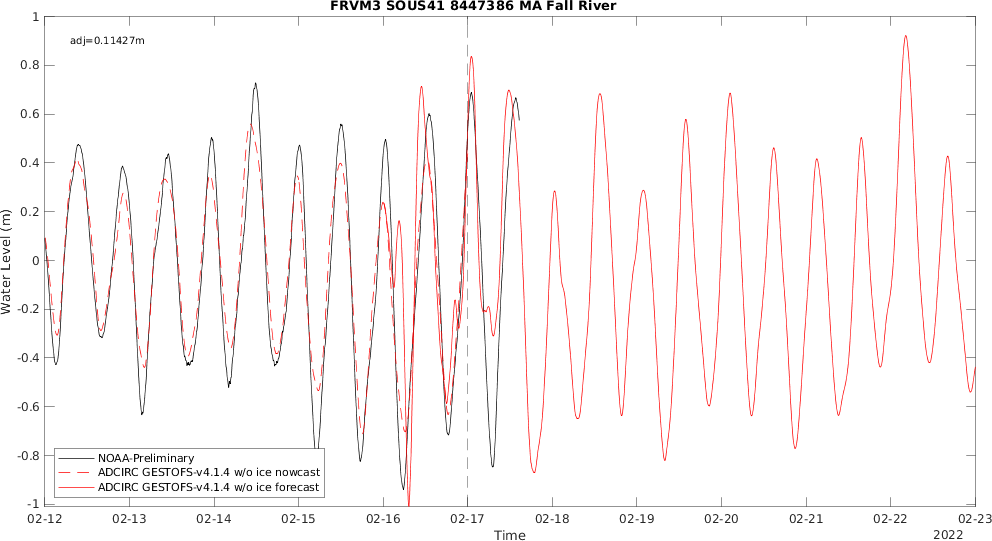 FRVM3 SOUS41 8447386 MA Fall River
adj=0.11427m
1
0.8
0.6
0.4
0.2
0
-0.2
-0.4
-0.6
-0.8
-1
Water Level (m)
NOAA-Preliminary
ADCIRC GESTOFS-v4.1.4 w/o ice nowcast
ADCIRC GESTOFS-v4.1.4 w/o ice forecast
02-12 02-13 02-14 02-15 02-16 02-17 02-18 02-19 02-20 02-21 02-22 02-23
Time
2022